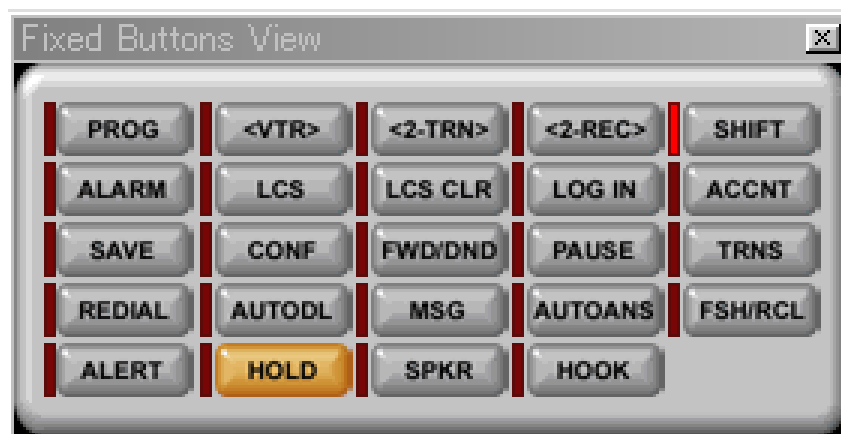 Fixed Buttons View
PROG <VTR> <2-TRN> <2-REC> SHIFT
ALARM LCS LCS CLR LOG IN ACCNT
SAVE CONF FWD/DND PAUSE TRNS
REDIAL AUTODL MSG AUTOANS FSH/RCL
ALERT HOLD SPKR HOOK